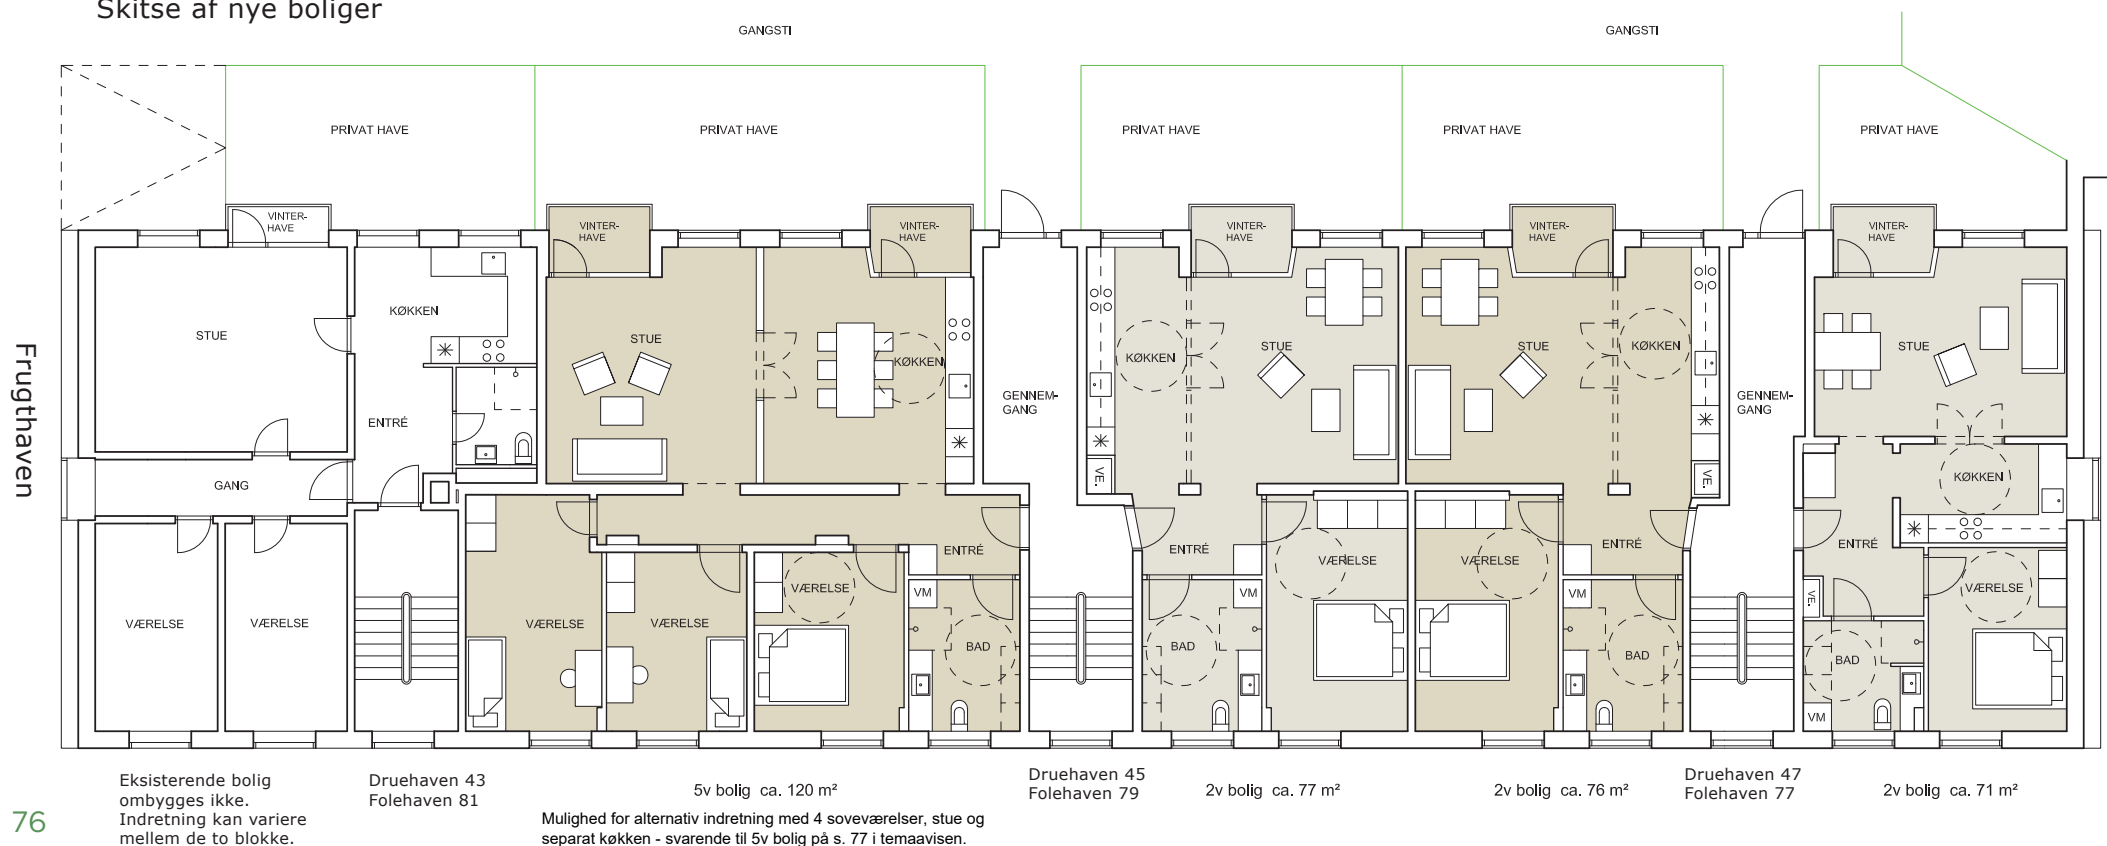 Skitse af nye boliger
GANGSTI
GANGSTI
PRIVAT HAVE
PRIVAT HAVE
PRIVAT HAVE
PRIVAT HAVE
PRIVAT HAVE
VINTER-
HAVE
VINTER-
HAVE
VINTER-
HAVE
VINTER-
HAVE
VINTER-
HAVE
VINTER-
HAVE
STUE
KØKKEN
STUE
KØKKEN
KØKKEN
STUE
STUE
KØKKEN
STUE
ENTRÉ
GENNEM-
GANG
GENNEM-
GANG
GANG
VE.
VE.
KØKKEN
ENTRÉ
ENTRÉ
ENTRÉ
ENTRÉ
VÆRELSE
VÆRELSE
VÆRELSE
VÆRELSE
VÆRELSE
VÆRELSE
VÆRELSE
VÆRELSE
VM
VM
VM
VE.
BAD
BAD
BAD
BAD
VM
Frugthaven
Eksisterende bolig
ombygges ikke.
Indretning kan variere
mellem de to blokke.
Druehaven 43
Folehaven 81
5v bolig ca. 120 m²
Mulighed for alternativ indretning med 4 soveværelser, stue og
separat køkken - svarende til 5v bolig på s. 77 i temaavisen.
Druehaven 45
Folehaven 79
2v bolig ca. 77 m²
2v bolig ca. 76 m²
Druehaven 47
Folehaven 77
2v bolig ca. 71 m²
76